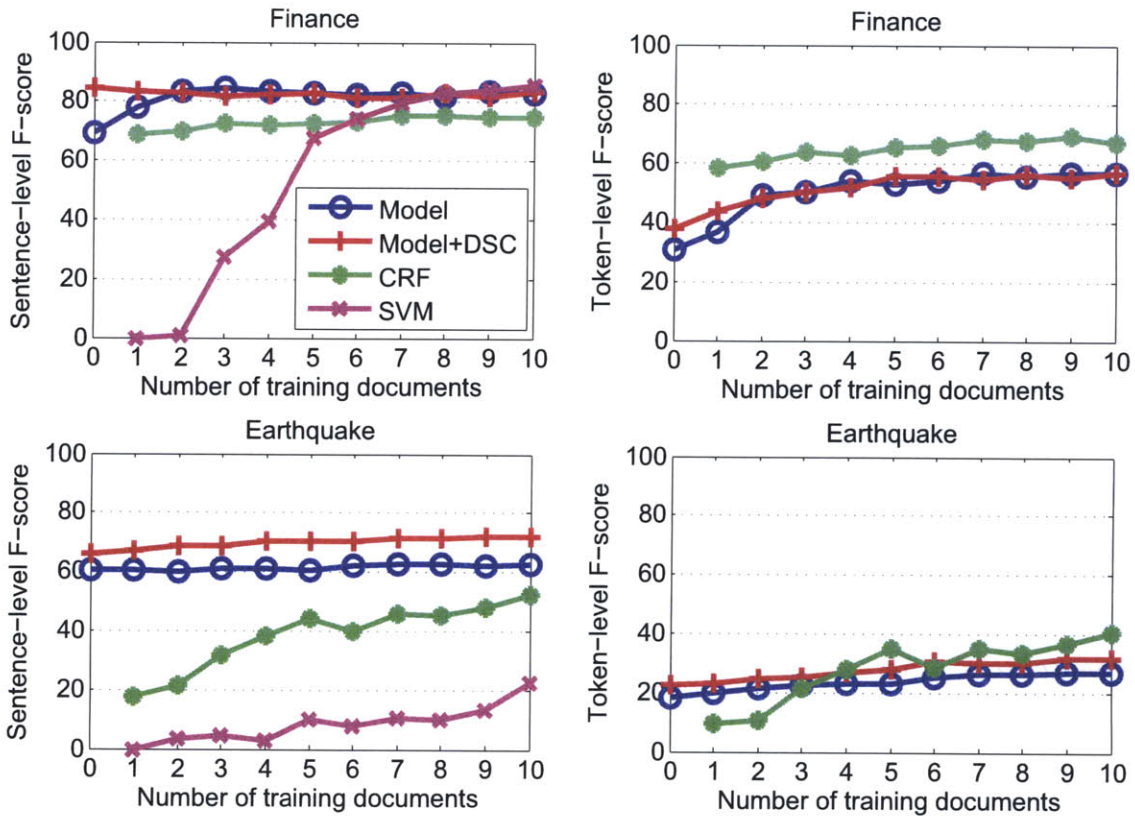 Finance
Sentence-level F-score
100
80
60
40
20
0
Model
Model+DSC
CRF
SVM
0 1 2 3 4 5 6 7 8 9 10
Number of training documents
Finance
Token-level F-score
100
80
60
40
20
0
0 1 2 3 4 5 6 7 8 9 10
Number of training documents
Earthquake
Sentence-level F-score
100
80
60
40
20
0
0 1 2 3 4 5 6 7 8 9 10
Number of training documents
Earthquake
Token-level F-score
100
80
60
40
20
0
0 1 2 3 4 5 6 7 8 9 10
Number of training documents